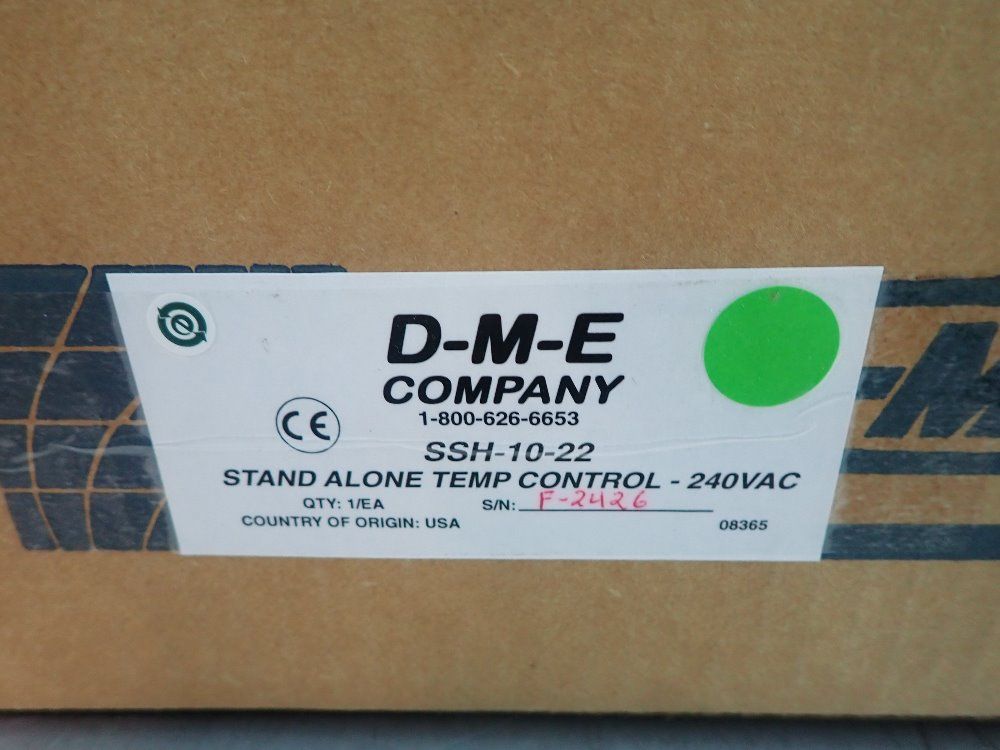 D-M-E
COMPANY
1-800-626-6653
CE
SSH-10-22
STAND ALONE TEMP CONTROL - 240VAC
QTY: 1/EA S/N: F-2426
COUNTRY OF ORIGIN: USA 08365
e
-M